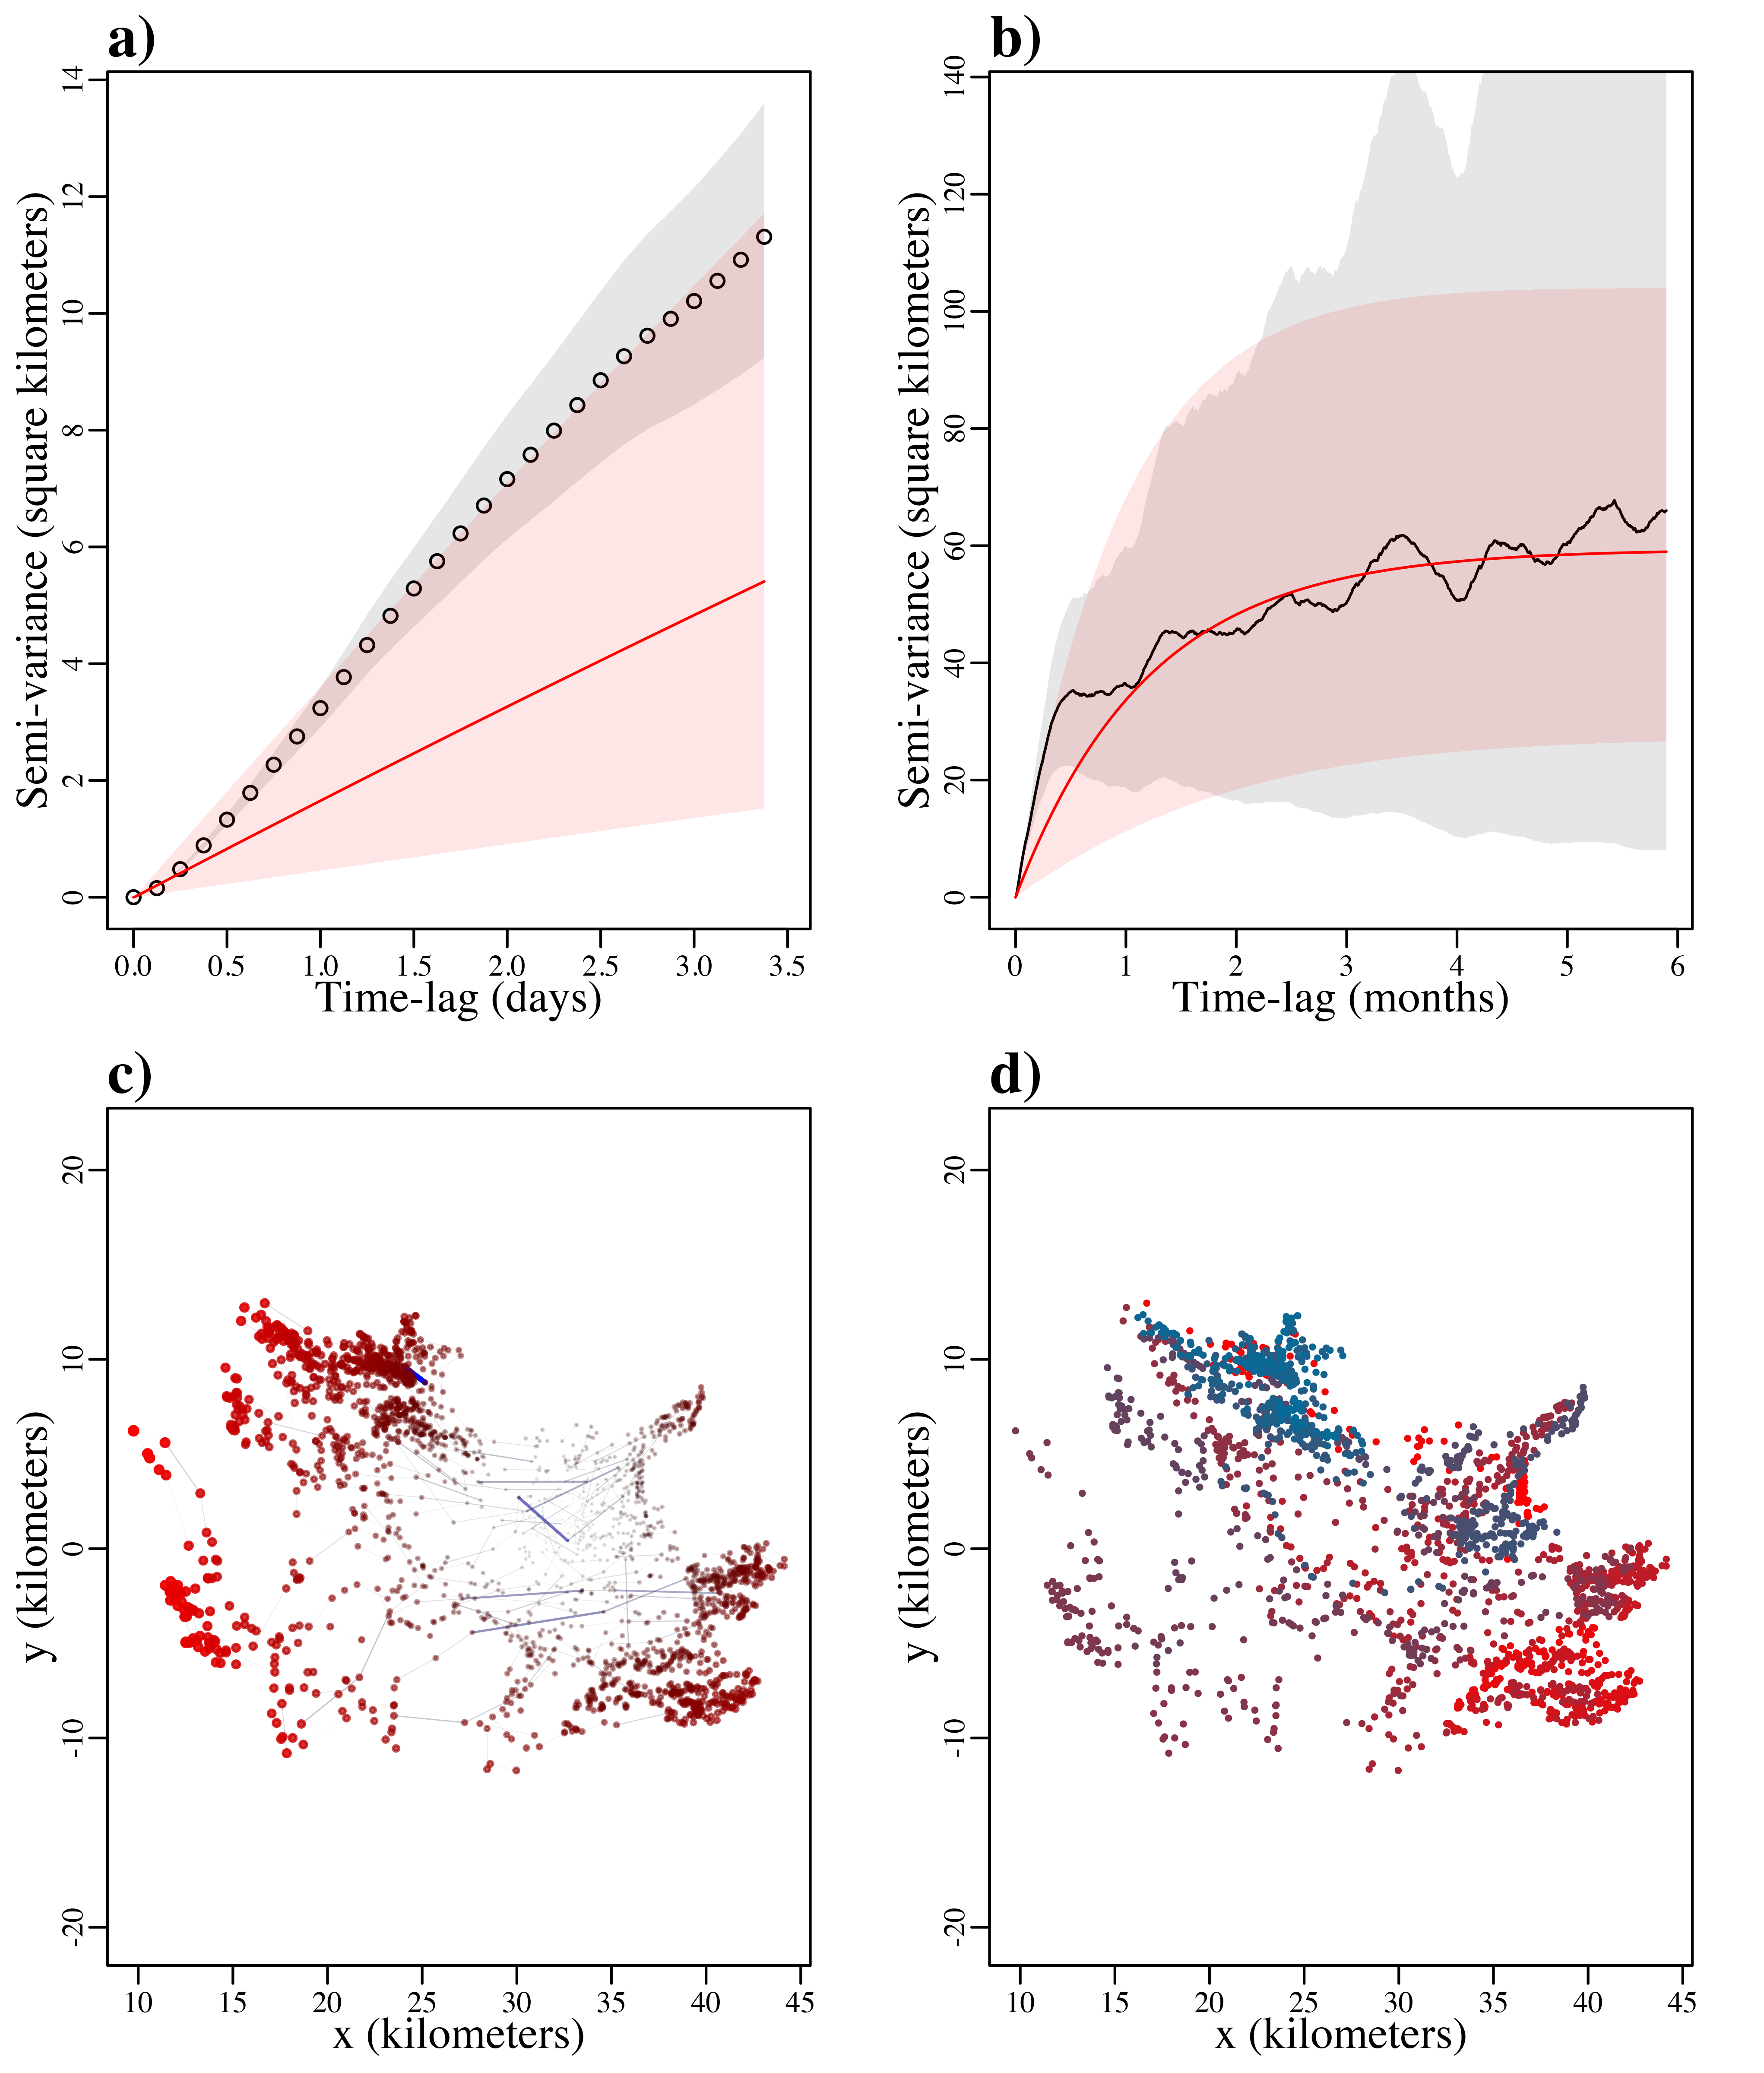 a)
Semi-variance (square kilometers)
14
12
10
8
6
4
2
0
0.0 0.5 1.0 1.5 2.0 2.5 3.0 3.5
Time-lag (days)
b)
Semi-variance (square kilometers)
140
120
100
80
60
40
20
0
0 1 2 3 4 5 6
Time-lag (months)
c)
y (kilometers)
20
10
0
-10
-20
10 15 20 25 30 35 40 45
x (kilometers)
d)
y (kilometers)
20
10
0
-10
-20
10 15 20 25 30 35 40 45
x (kilometers)